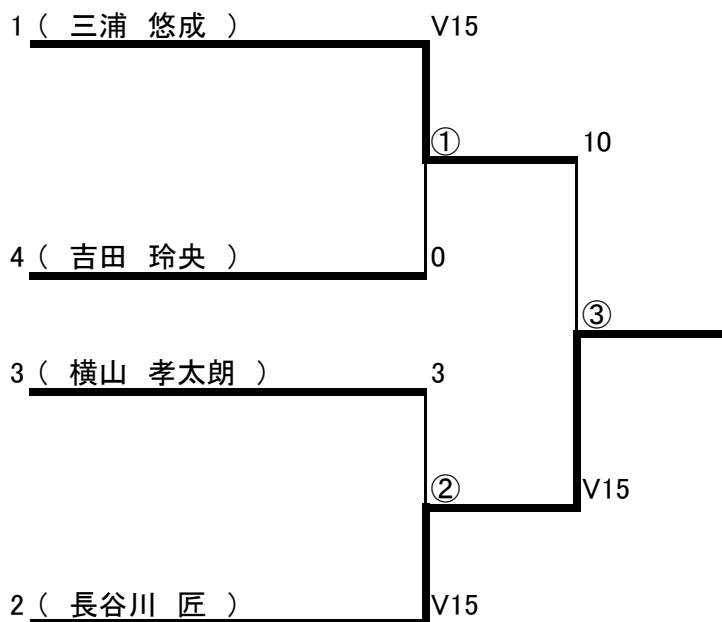 1 ( 三浦 悠成 ) V15
① 10
4 ( 吉田 玲央 ) 0
③
3 ( 横山 孝太朗 ) 3
② V15
2 ( 長谷川 匠 ) V15